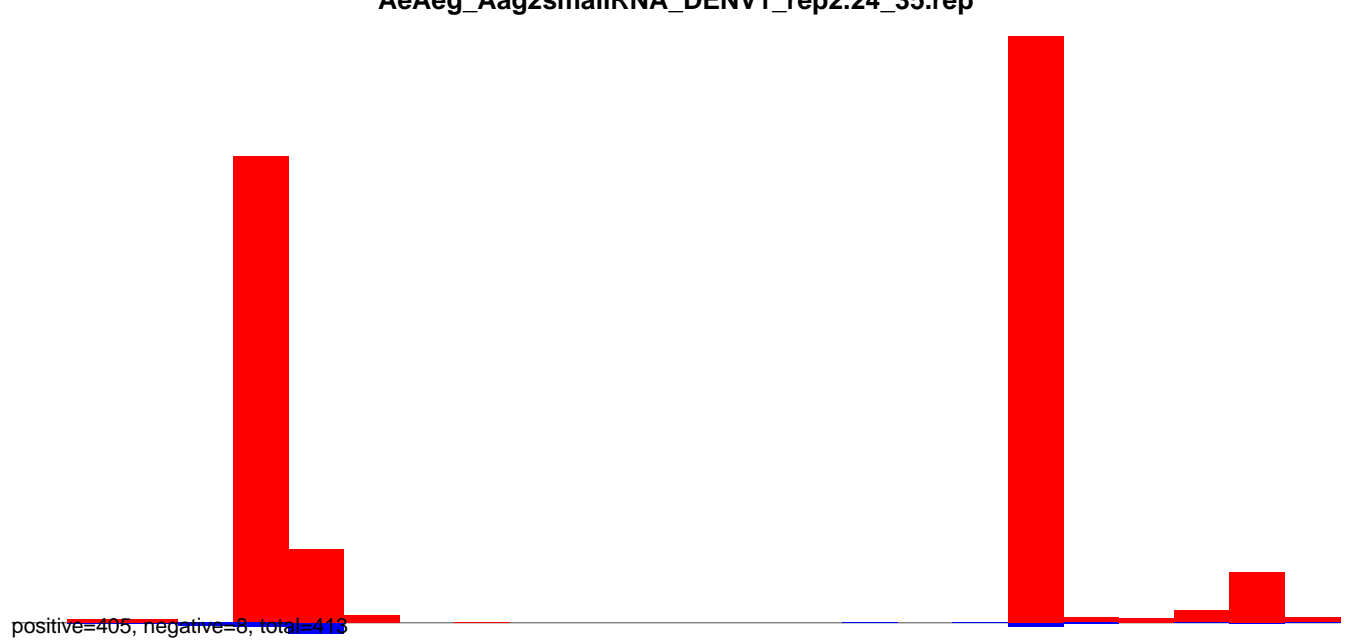 AeAeg_Aag2smallRNA_DENV1_rep2.24_35.rep
positive=405, negative=8, total=413